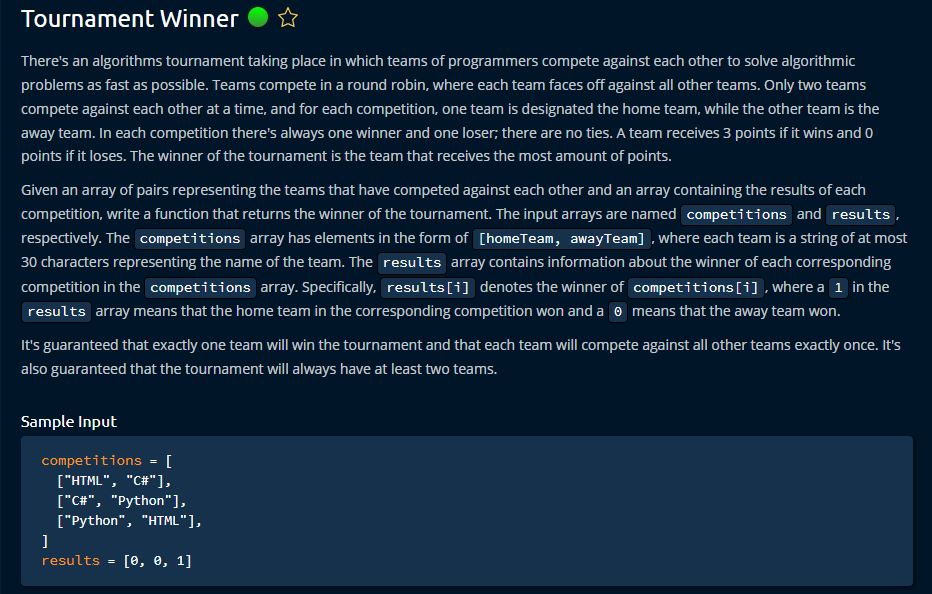 Tournament Winner
There's an algorithms tournament taking place in which teams of programmers compete against each other to solve algorithmic
problems as fast as possible. Teams compete in a round robin, where each team faces off against all other teams. Only two teams
compete against each other at a time, and for each competition, one team is designated the home team, while the other team is the
away team. In each competition there's always one winner and one loser; there are no ties. A team receives 3 points if it wins and 0
points if it loses. The winner of the tournament is the team that receives the most amount of points.
Given an array of pairs representing the teams that have competed against each other and an array containing the results of each
competition, write a function that returns the winner of the tournament. The input arrays are named competitions and results ,
respectively. The competitions array has elements in the form of [homeTeam, awayTeam] , where each team is a string of at most
30 characters representing the name of the team. The results array contains information about the winner of each corresponding
competition in the competitions array. Specifically, results[i] denotes the winner of competitions[i] , where a 1 in the
results array means that the home team in the corresponding competition won and a 0 means that the away team won.
It's guaranteed that exactly one team will win the tournament and that each team will compete against all other teams exactly once. It's
also guaranteed that the tournament will always have at least two teams.
Sample Input
competitions = [
["HTML", "C#"],
["C#", "Python"],
["Python", "HTML"],
]
results = [0, 0, 1]